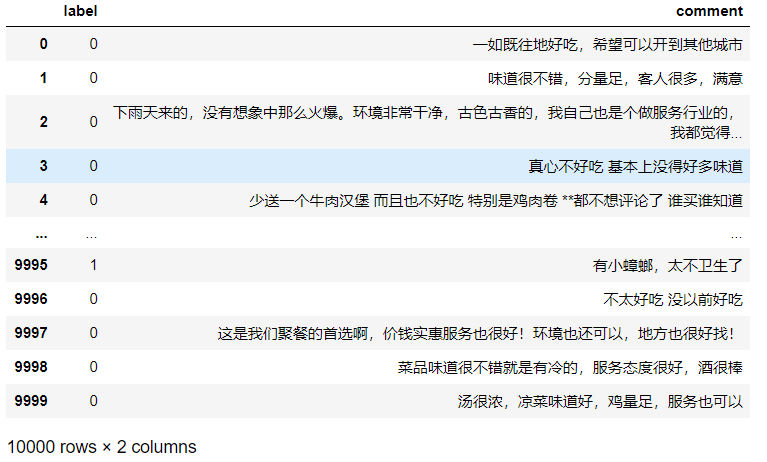 label comment
0 0 一如既往地好吃，希望可以开到其他城市
1 0 味道很不错，分量足，客人很多，满意
2 0 下雨天来的，没有想象中那么火爆。环境非常干净，古色古香的，我自己也是个做服务行业的，
我都觉得...
3 0 真心不好吃 基本上没得好多味道
4 0 少送一个牛肉汉堡 而且也不好吃 特别是鸡肉卷 **都不想评论了 谁买谁知道
... ... ...
9995 1 有小蟑螂，太不卫生了
9996 0 不太好吃 没以前好吃
9997 0 这是我们聚餐的首选啊，价钱实惠服务也很好！环境也还可以，地方也很好找！
9998 0 菜品味道很不错就是有冷的，服务态度很好，酒很棒
9999 0 汤很浓，凉菜味道好，鸡量足，服务也可以
10000 rows × 2 columns